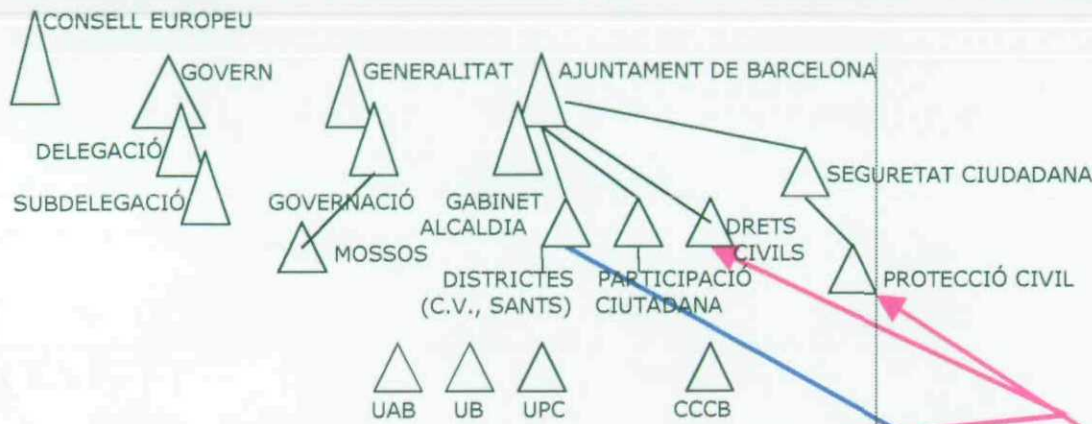 CONSELL EUROPEU
GOVERN
GENERALITAT
AJUNTAMENT DE BARCELONA
DELEGACIÓ
SEGURETAT CIUDADANA
SUBDELEGACIÓ
GOVERNACIÓ
GABINET
ALCALDIA
DRETS
CIVILS
MOSSOS
DISTRICTES
(C.V., SANTS)
PARTICIPACIÓ
CIUTADANA
PROTECCIÓ CIVIL
UAB
UB
UPC
CCCB